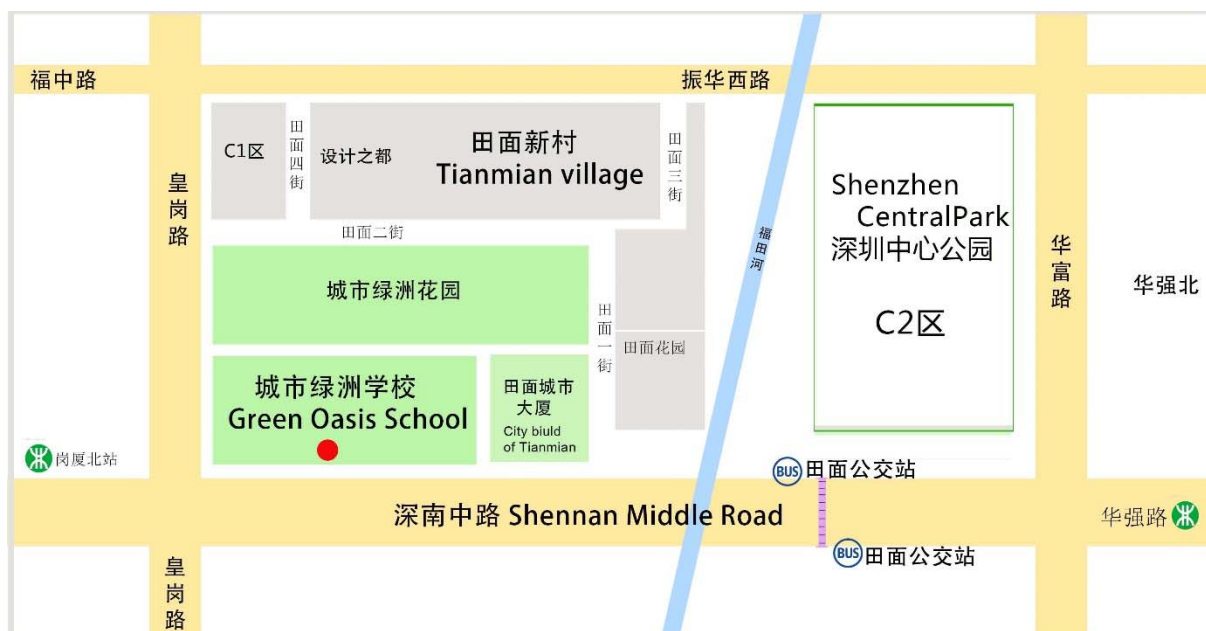 福中路
振华西路
C1区
田面四街
设计之都
田面新村
Tianmian village
田面三街
皇岗路
田面二街
城市绿洲花园
田面一街
田面花园
福田河
Shenzhen
CentralPark
深圳中心公园
C2区
华富路
华强北
城市绿洲学校
Green Oasis School
田面城市
大厦
City biuld
of Tianmian
岗厦北站
BUS 田面公交站
深南中路 Shennan Middle Road
华强路
BUS 田面公交站
皇岗路